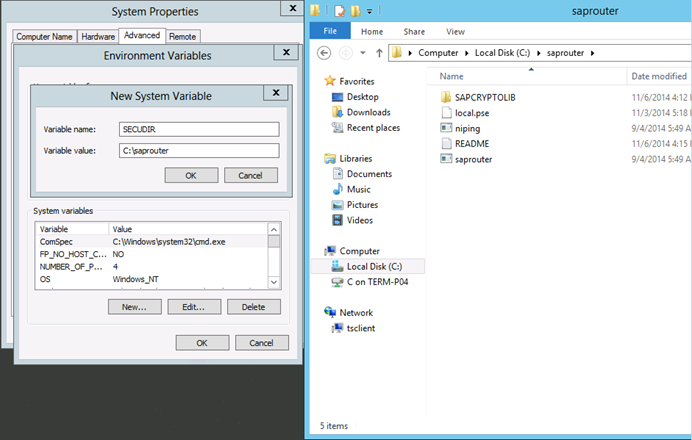 System Properties
X
Computer Name Hardware Advanced Remote
Environment Variables
X
New System Variable
X
Variable name: SECUDIR
Variable value: C:\saprouter
OK Cancel
System variables
Variable Value
ComSpec C:\Windows\system32\cmd.exe
FP_NO_HOST_C... NO
NUMBER_OF_P... 4
OS Windows_NT
New... Edit... Delete
OK Cancel
saprouter
File Home Share View
Computer Local Disk (C:) saprouter
Favorites
Desktop
Downloads
Recent places
Libraries
Documents
Music
Pictures
Videos
Computer
Local Disk (C:)
C on TERM-P04
Network
tsclient
Name Date modified
SAPCRYPTOLIB 11/6/2014 4:12
local.pse 11/3/2014 5:18
niping 9/4/2014 5:49 A
README 11/6/2014 4:15
saprouter 9/4/2014 5:49 A
5 items